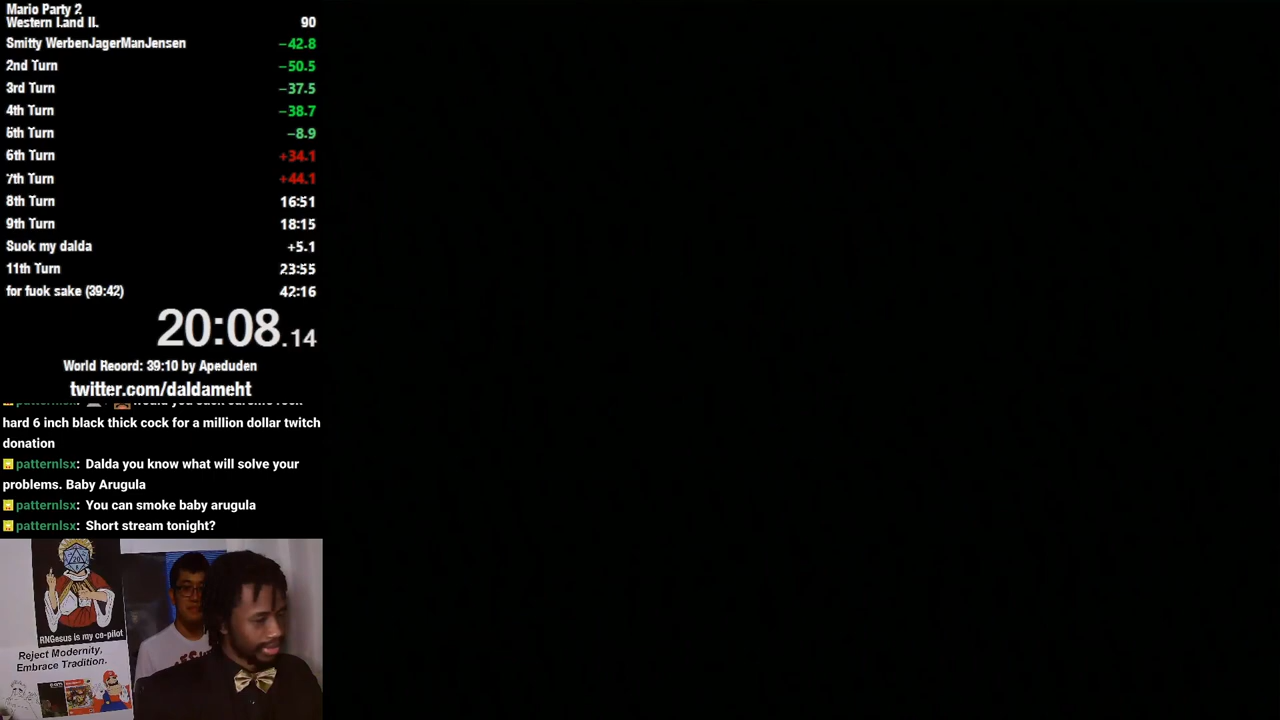 Mario Party 2
Western Land II. 90
Smitty WerbenJagerManJensen -42.8
2nd Turn -50.5
3rd Turn -37.5
4th Turn -38.7
5th Turn -8.9
6th Turn +34.1
7th Turn +44.1
8th Turn 16:51
9th Turn 18:15
Suok my dalda +5.1
11th Turn 23:55
for fuok sake (39:42) 42:16
20:08.14
World Reoord: 39:10 by Apeduden
twitter.com/daldameht
hard 6 inch black thick cock for a million dollar twitch
donation
patternlsx: Dalda you know what will solve your
problems. Baby Arugula
patternlsx: You can smoke baby arugula
patternlsx: Short stream tonight?
RNGesus is my co-pilot
Reject Modernity,
Embrace Tradition.